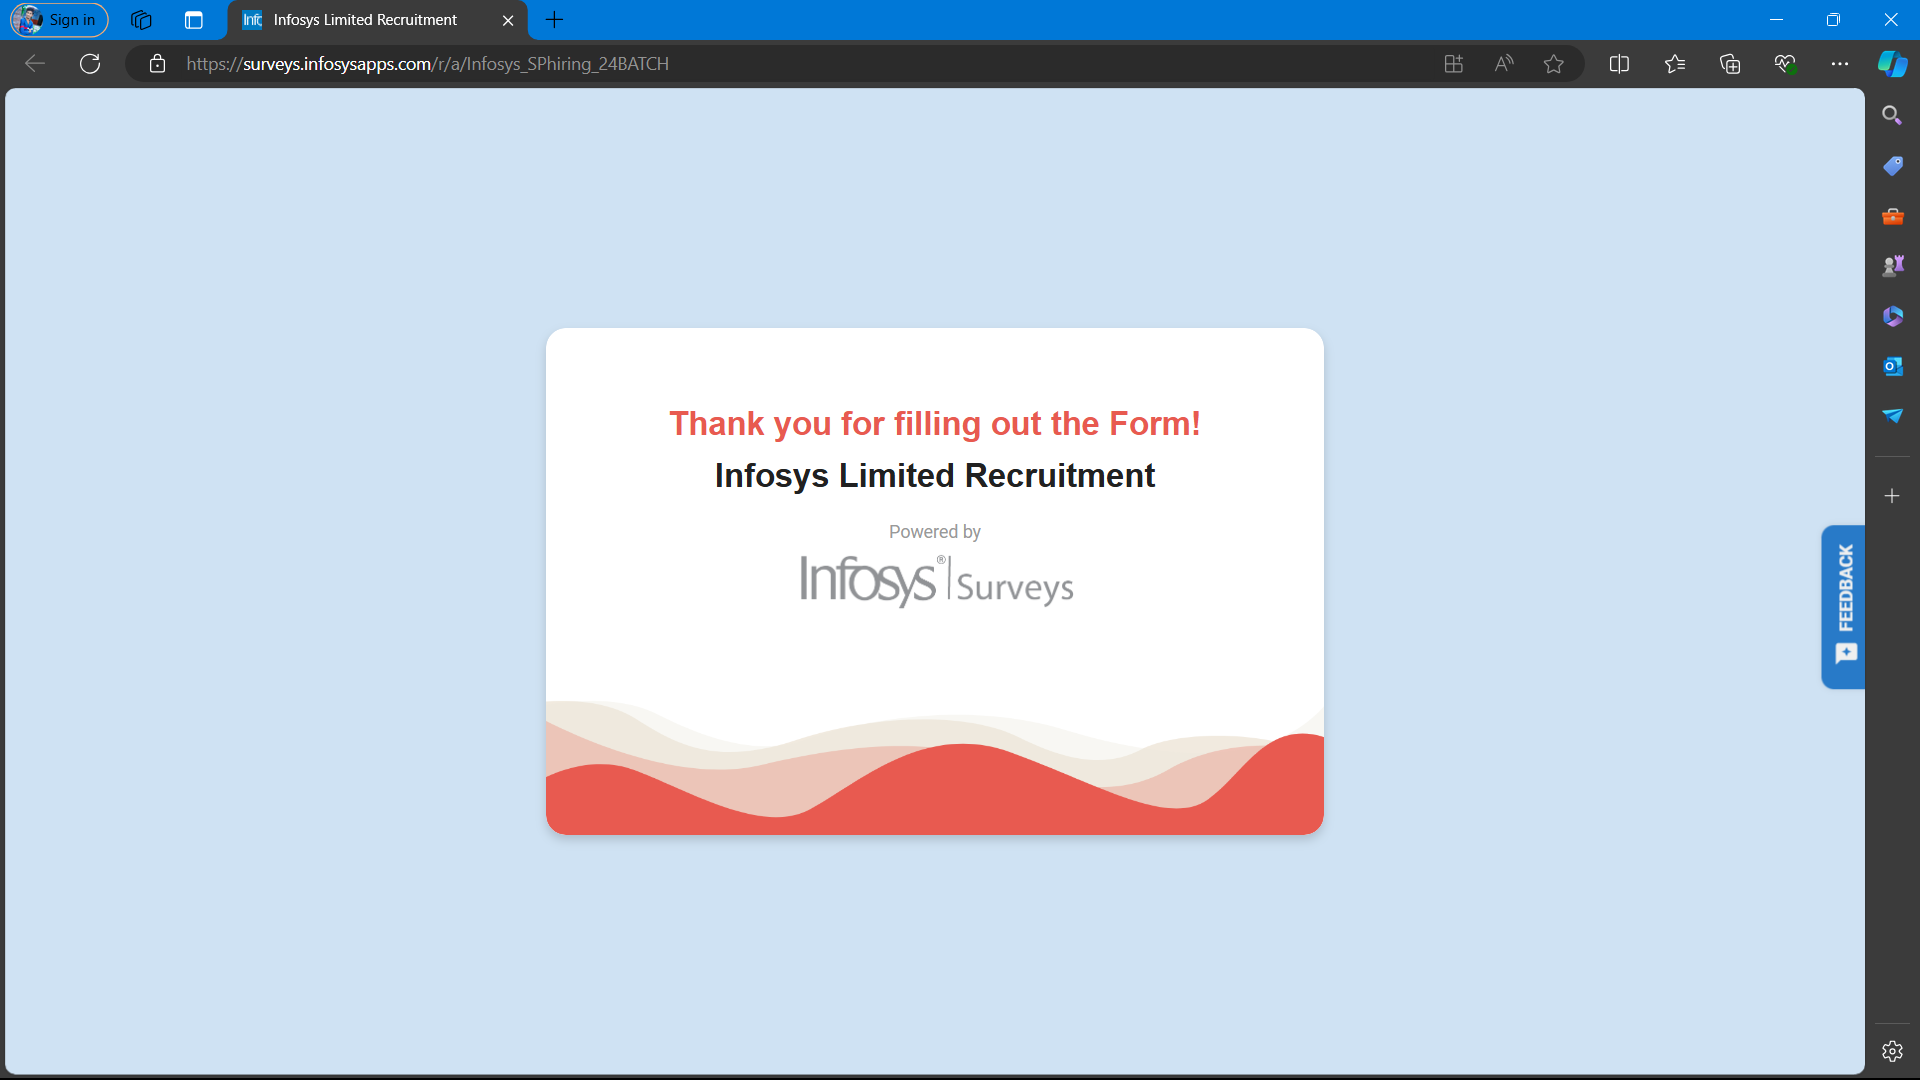 Sign in
Infosys Limited Recruitment
https://surveys.infosysapps.com/r/a/Infosys_SPhiring_24BATCH
Thank you for filling out the Form!
Infosys Limited Recruitment
Powered by
Infosys® | Surveys
FEEDBACK